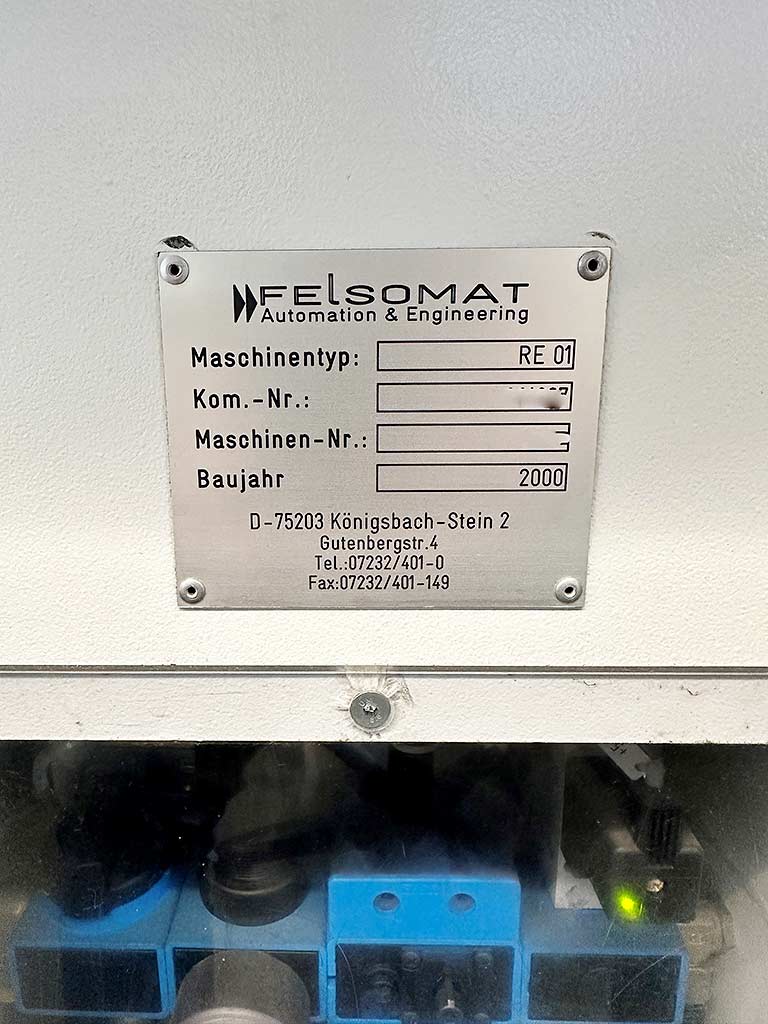 FELSOMAT
Automation & Engineering
Maschinentyp: RE 01
Kom.-Nr.:
Maschinen-Nr.:
Baujahr 2000
D-75203 Königsbach-Stein 2
Gutenbergstr.4
Tel.:07232/401-0
Fax:07232/401-149